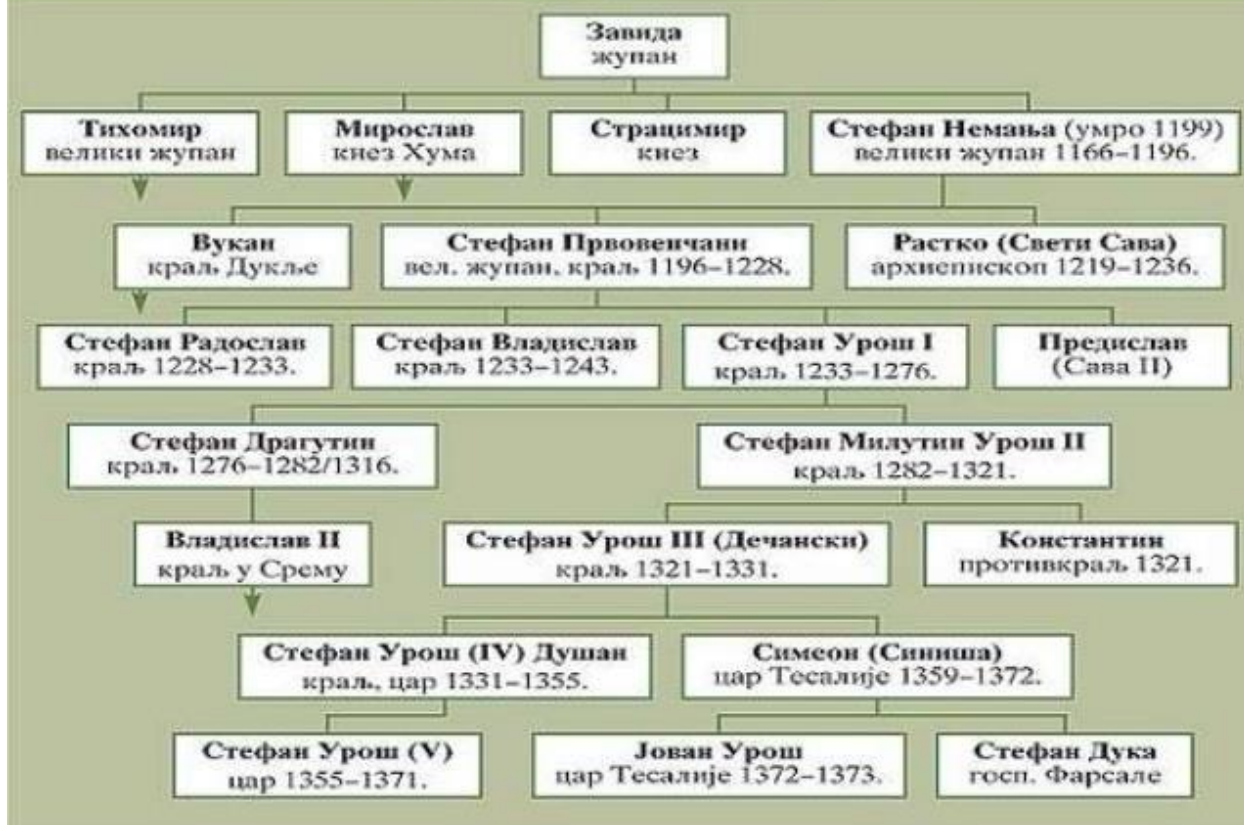 Завида
жупан
Тихомир
велики жупан
Мирослав
кнез Хума
Страцимир
кнез
Стефан Немања (умро 1199)
велики жупан 1166–1196.
Вукан
краљ Дукље
Стефан Првовенчани
вел. жупан, краљ 1196–1228.
Растко (Свети Сава)
архиепископ 1219–1236.
Стефан Радослав
краљ 1228–1233.
Стефан Владислав
краљ 1233–1243.
Стефан Урош I
краљ 1233–1276.
Предислав
(Сава II)
Стефан Драгутин
краљ 1276–1282/1316.
Стефан Милутин Урош II
краљ 1282–1321.
Владислав II
краљ у Срему
Стефан Урош III (Дечански)
краљ 1321–1331.
Константин
противкраљ 1321.
Стефан Урош (IV) Душан
краљ, цар 1331–1355.
Симеон (Синиша)
цар Тесалије 1359–1372.
Стефан Урош (V)
цар 1355–1371.
Јован Урош
цар Тесалије 1372–1373.
Стефан Дука
госп. Фарсале